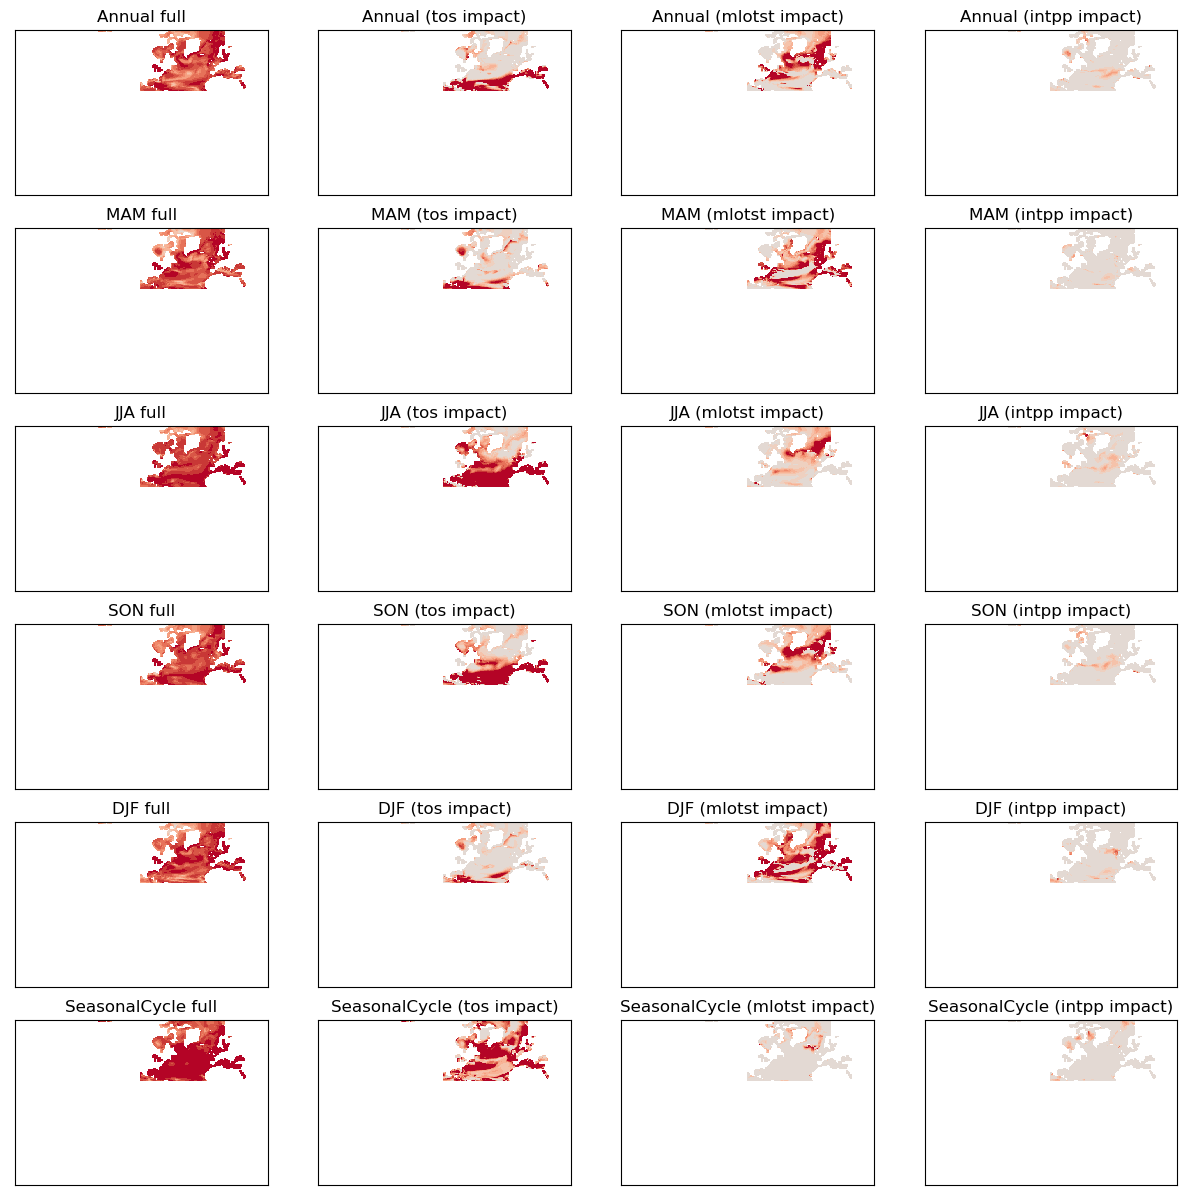 Annual full
Annual (tos impact)
Annual (mlotst impact)
Annual (intpp impact)
MAM full
MAM (tos impact)
MAM (mlotst impact)
MAM (intpp impact)
JJA full
JJA (tos impact)
JJA (mlotst impact)
JJA (intpp impact)
SON full
SON (tos impact)
SON (mlotst impact)
SON (intpp impact)
DJF full
DJF (tos impact)
DJF (mlotst impact)
DJF (intpp impact)
SeasonalCycle full
SeasonalCycle (tos impact)
SeasonalCycle (mlotst impact)
SeasonalCycle (intpp impact)